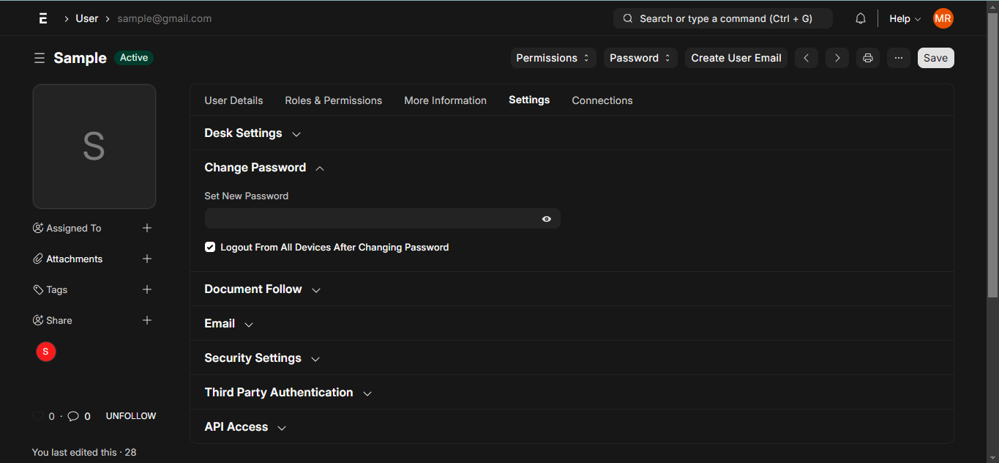 E > User > sample@gmail.com
Search or type a command (Ctrl + G)
Help
MR
Sample Active
Permissions
Password
Create User Email
···
Save
S
User Details Roles & Permissions More Information Settings Connections
Desk Settings
Change Password
Set New Password
Logout From All Devices After Changing Password
Document Follow
Email
Security Settings
Third Party Authentication
API Access
Assigned To +
Attachments +
Tags +
Share +
S
0 · 0 UNFOLLOW
You last edited this · 28